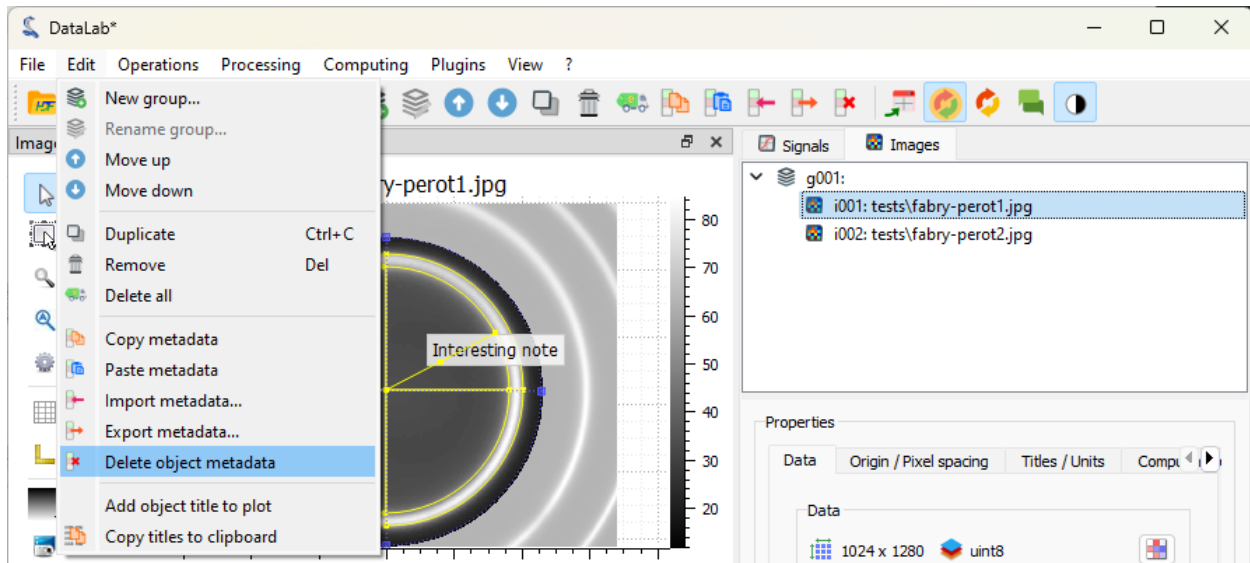 DataLab*
File Edit Operations Processing Computing Plugins View ?
New group...
Rename group...
Move up
Move down
Duplicate Ctrl+C
Remove Del
Delete all
Copy metadata
Paste metadata
Import metadata...
Export metadata...
Delete object metadata
Add object title to plot
Copy titles to clipboard
y-perot1.jpg
Interesting note
80
70
60
50
40
30
20
Signals Images
g001:
i001: tests\fabry-perot1.jpg
i002: tests\fabry-perot2.jpg
Properties
Data Origin / Pixel spacing Titles / Units
Data
1024 x 1280 uint8